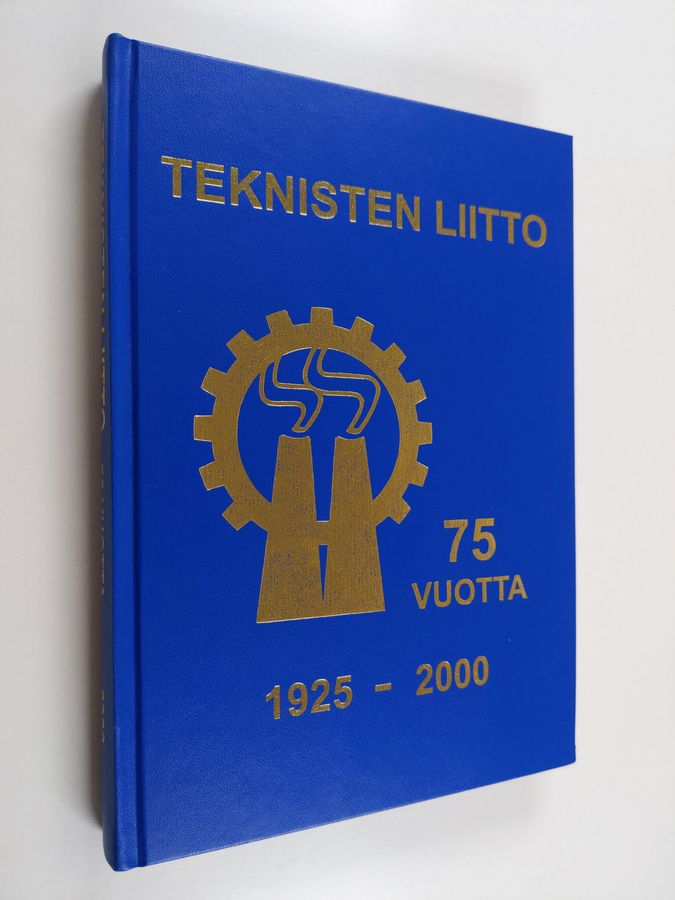 TEKNISTEN LIITTO
75
VUOTTA
1925 - 2000